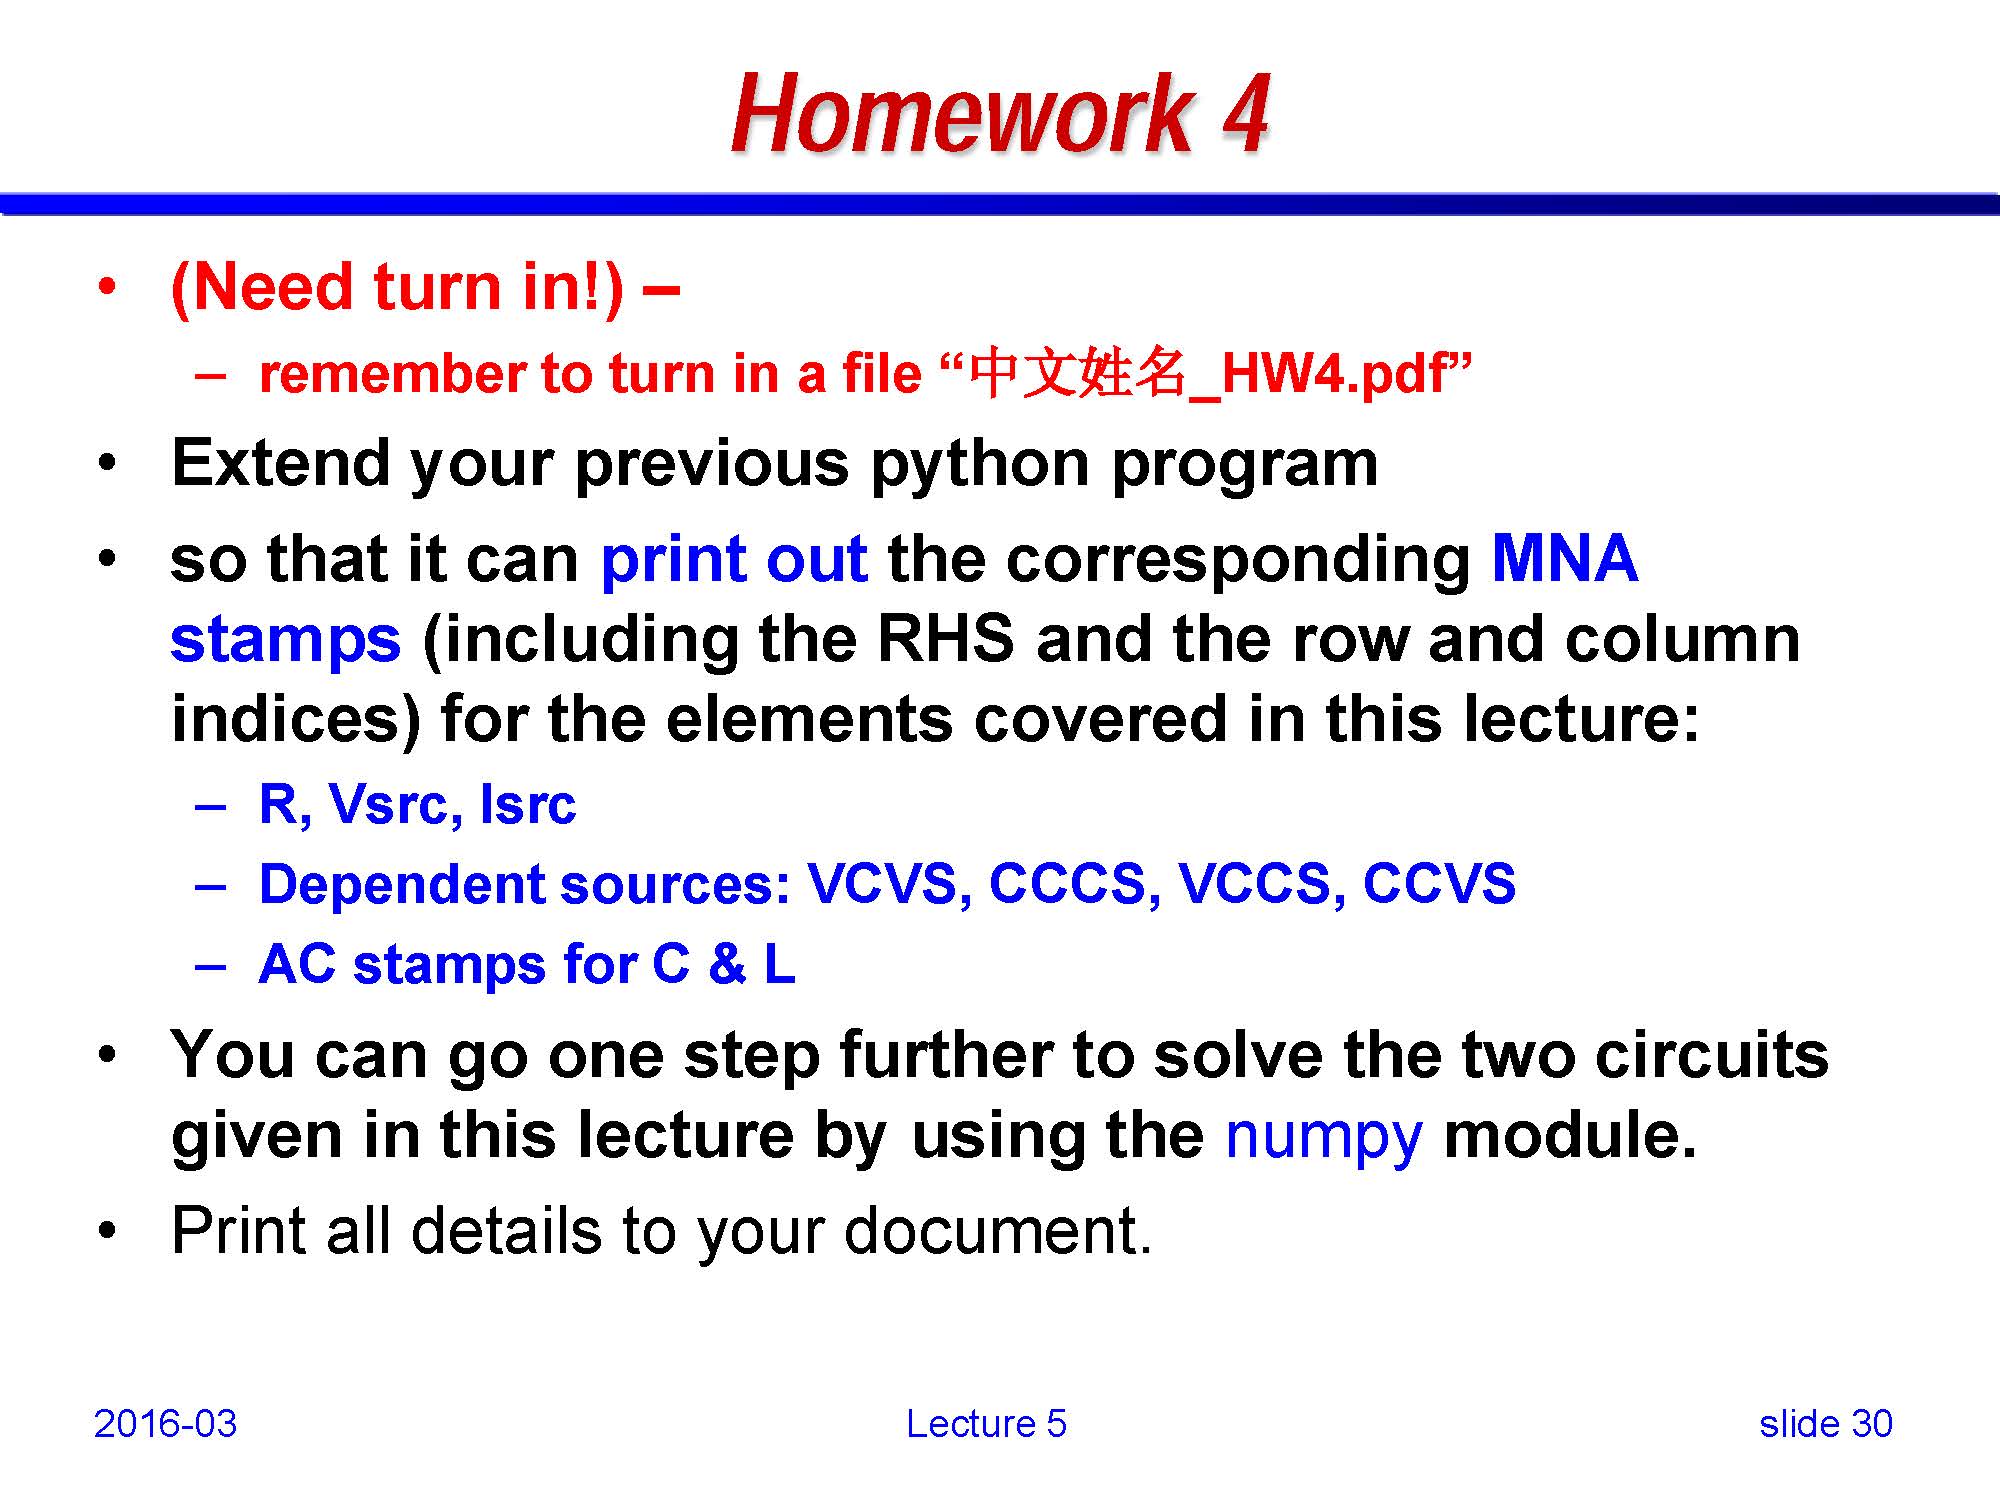 Homework 4
• (Need turn in!) –
– remember to turn in a file “中文姓名_HW4.pdf”
• Extend your previous python program
• so that it can print out the corresponding MNA
stamps (including the RHS and the row and column
indices) for the elements covered in this lecture:
– R, Vsrc, Isrc
– Dependent sources: VCVS, CCCS, VCCS, CCVS
– AC stamps for C & L
• You can go one step further to solve the two circuits
given in this lecture by using the numpy module.
• Print all details to your document.
2016-03 Lecture 5 slide 30